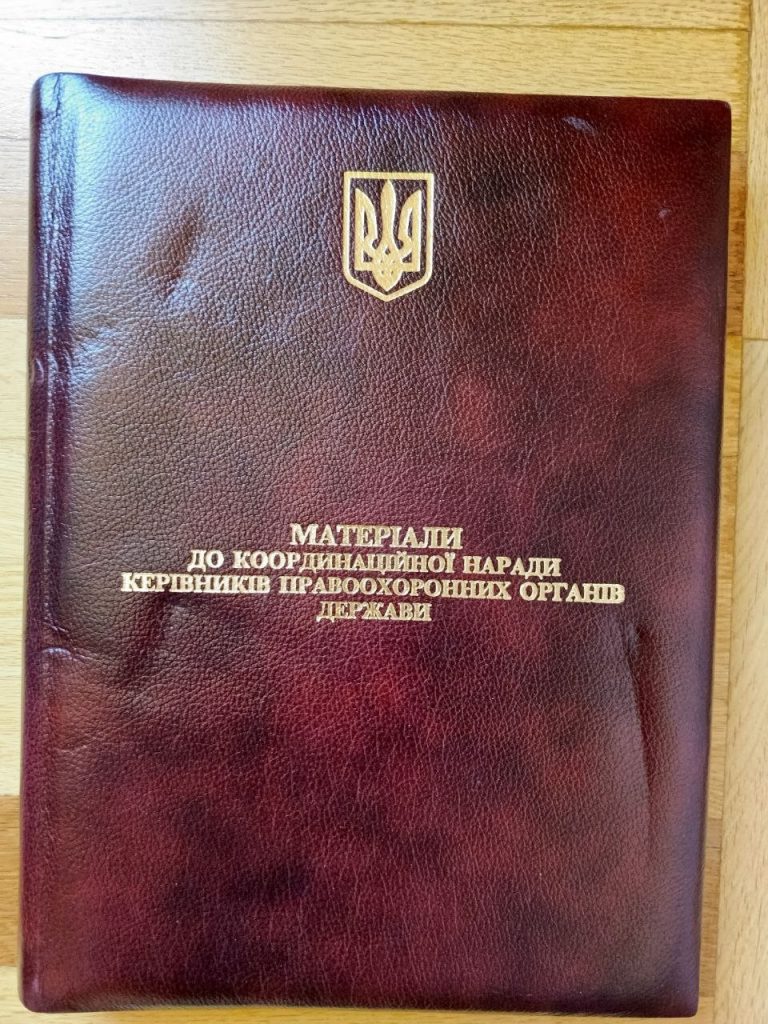 МАТЕРІАЛИ
ДО КООРДИНАЦІЙНОЇ НАРАДИ
КЕРІВНИКІВ ПРАВООХОРОННИХ ОРГАНІВ
ДЕРЖАВИ